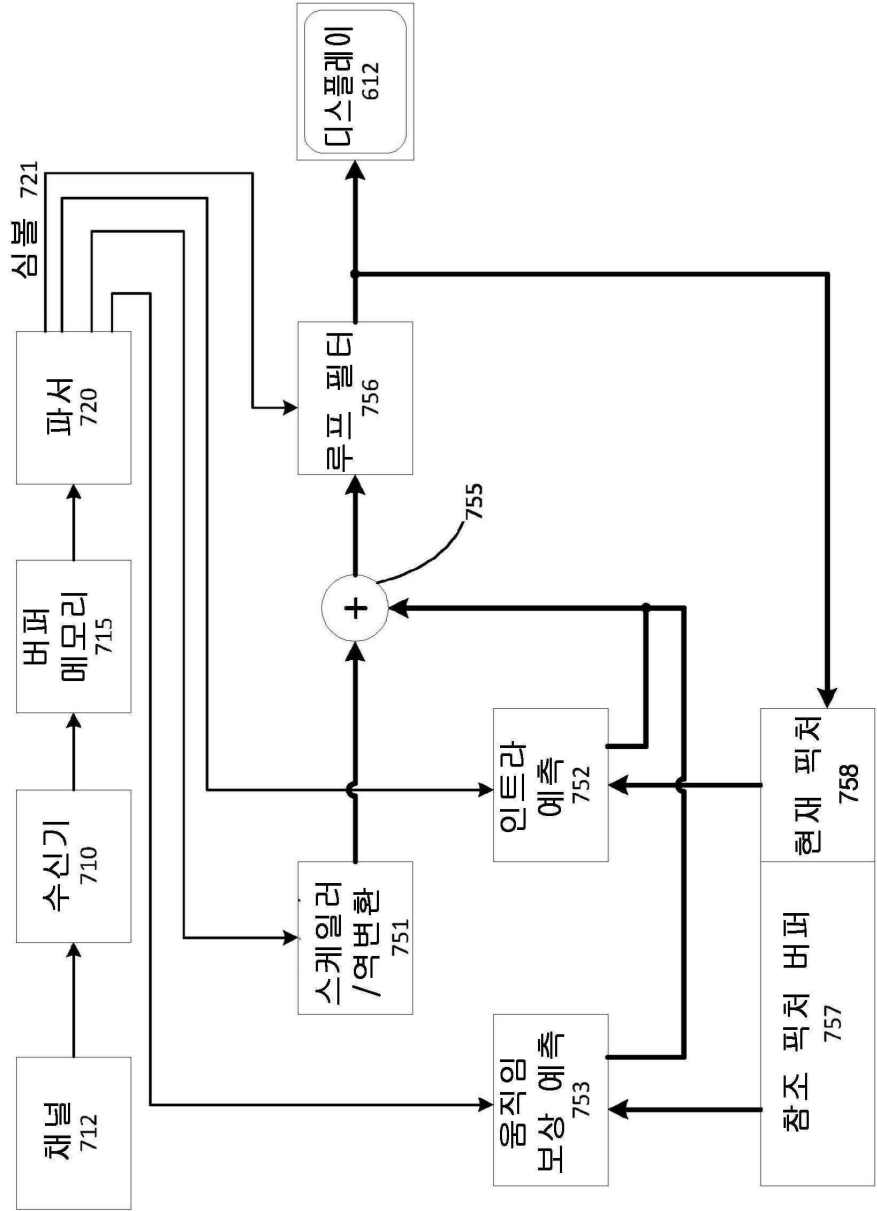 채널
712
수신기
710
버퍼
메모리
715
파서
720
심볼 721
스케일러
/역변환
751
+
755
루프 필터
756
디스플레이
612
움직임
보상 예측
753
인트라
예측
752
참조 픽처 버퍼
757
현재 픽처
758